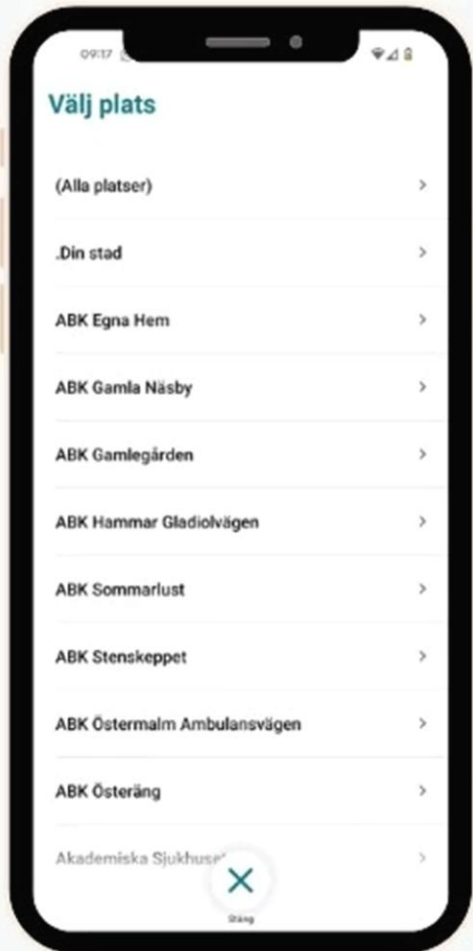 09:17
Välj plats
(Alla platser)
.Din stad
ABK Egna Hem
ABK Gamla Näsby
ABK Gamlegården
ABK Hammar Gladiolvägen
ABK Sommarlust
ABK Stenskeppet
ABK Östermalm Ambulansvägen
ABK Österäng
Akademiska Sjukhuset
Stäng